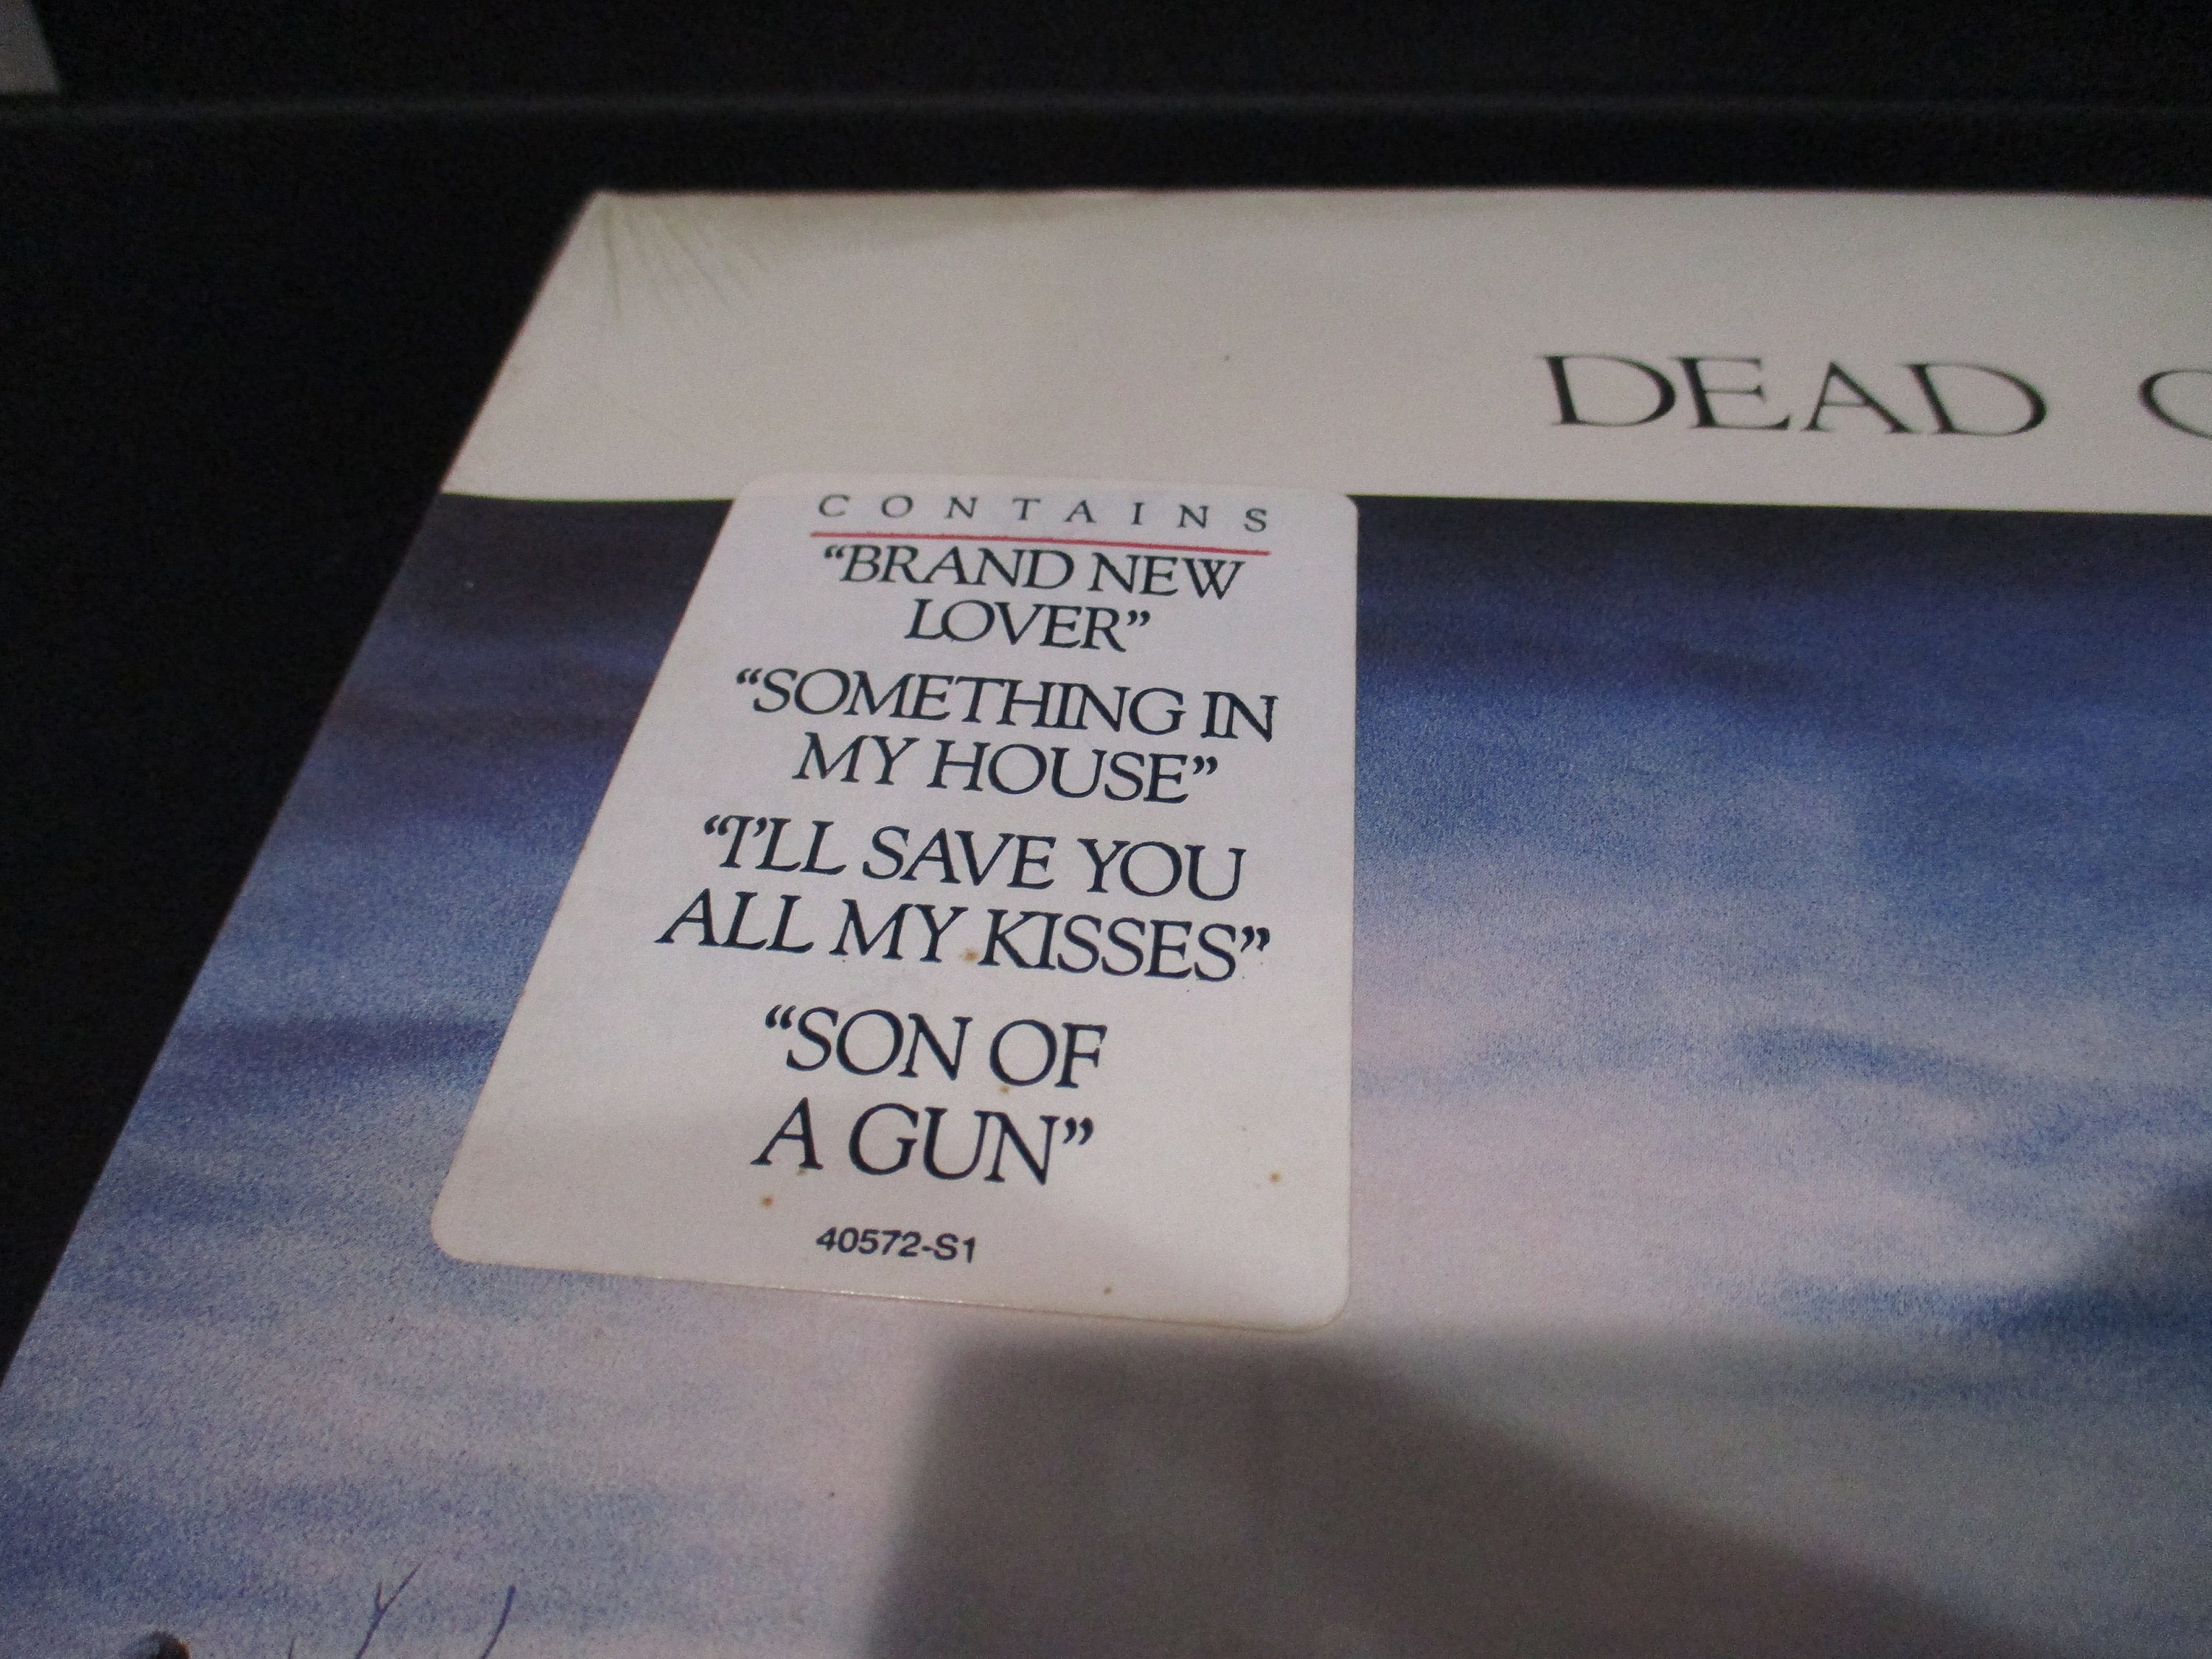 DEAD
CONTAINS
“BRAND NEW
LOVER”
“SOMETHING IN
MY HOUSE”
“I’LL SAVE YOU
ALL MY KISSES”
“SON OF
A GUN”
40572-S1